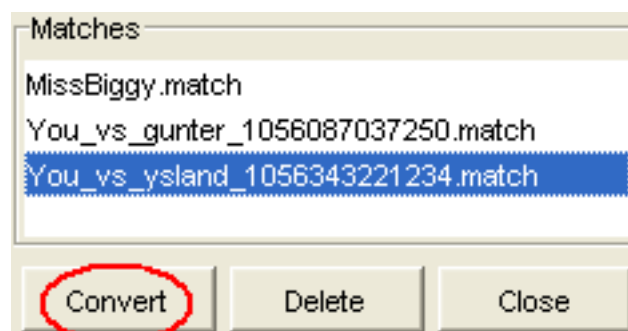 Matches
MissBiggy.match
You_vs_gunter_1056087037250.match
You_vs_ysland_1056343221234.match
Convert Delete Close